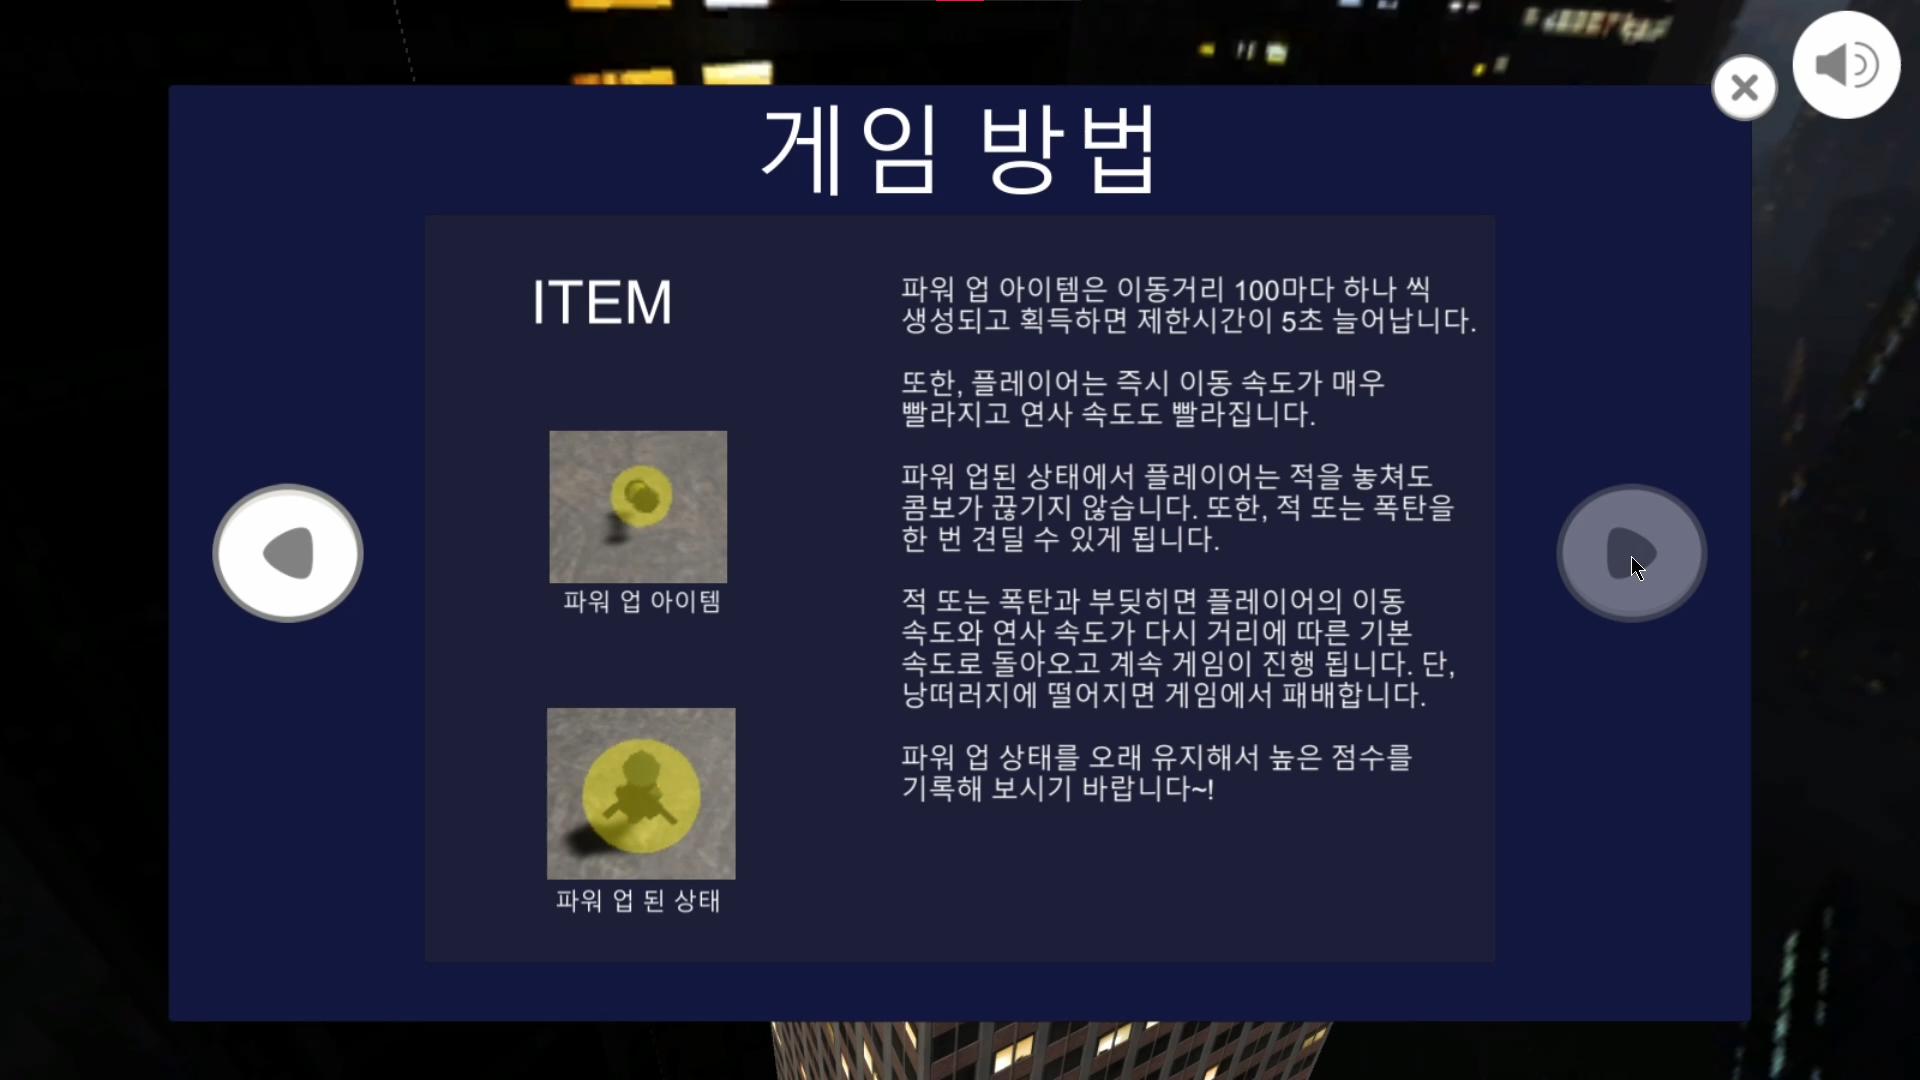 게임 방법
ITEM
파워 업 아이템
파워 업 된 상태
파워 업 아이템은 이동거리 100마다 하나 씩
생성되고 획득하면 제한시간이 5초 늘어납니다.
또한, 플레이어는 즉시 이동 속도가 매우
빨라지고 연사 속도도 빨라집니다.
파워 업된 상태에서 플레이어는 적을 놓쳐도
콤보가 끊기지 않습니다. 또한, 적 또는 폭탄을
한 번 견딜 수 있게 됩니다.
적 또는 폭탄과 부딪히면 플레이어의 이동
속도와 연사 속도가 다시 거리에 따른 기본
속도로 돌아오고 계속 게임이 진행 됩니다. 단,
낭떠러지에 떨어지면 게임에서 패배합니다.
파워 업 상태를 오래 유지해서 높은 점수를
기록해 보시기 바랍니다~!